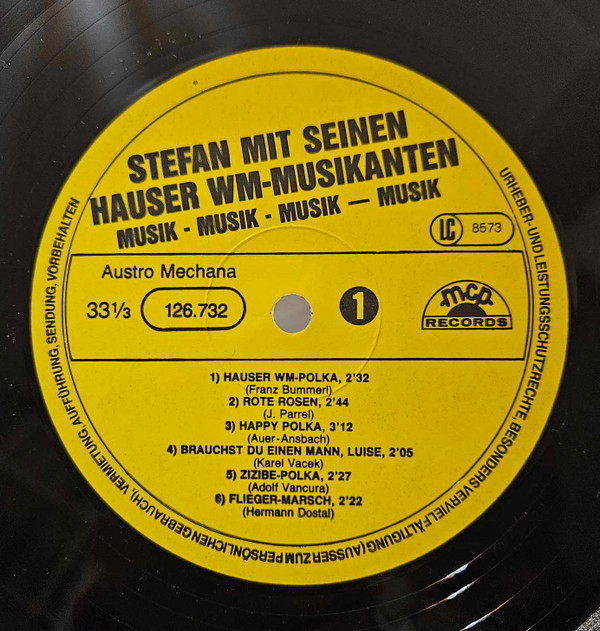 STEFAN MIT SEINEN
HAUSER WM-MUSIKANTEN
MUSIK - MUSIK - MUSIK — MUSIK
LC 8573
Austro Mechana
33⅓ 126.732 1
mcp
RECORDS
1) HAUSER WM-POLKA, 2'32
(Franz Bummerl)
2) ROTE ROSEN, 2'44
(J. Parrel)
3) HAPPY POLKA, 3'12
(Auer-Ansbach)
4) BRAUCHST DU EINEN MANN, LUISE, 2'05
(Karel Vacek)
5) ZIZIBE-POLKA, 2'27
(Adolf Vancura)
6) FLIEGER-MARSCH, 2'22
(Hermann Dostal)
URHEBER- UND LEISTUNGSSCHUTZRECHTE, BESONDERS VERVIELFÄLTIGUNG (AUSSER ZUM PERSÖNLICHEN GEBRAUCH), VERMIETUNG, AUFFÜHRUNG, SENDUNG, VORBEHALTEN